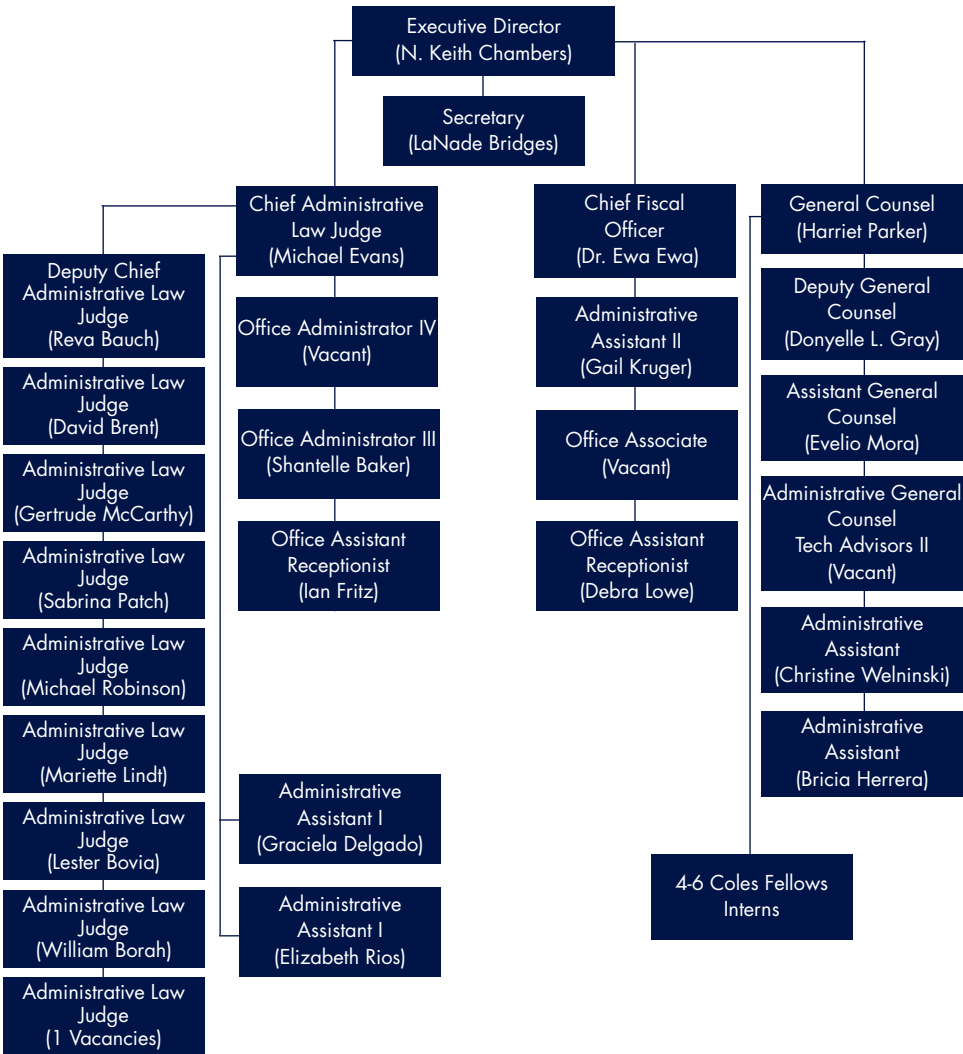 Executive Director
(N. Keith Chambers)
Secretary
(LaNade Bridges)
Chief Administrative
Law Judge
(Michael Evans)
Chief Fiscal
Officer
(Dr. Ewa Ewa)
General Counsel
(Harriet Parker)
Deputy Chief
Administrative Law
Judge
(Reva Bauch)
Administrative Law
Judge
(David Brent)
Administrative Law
Judge
(Gertrude McCarthy)
Administrative Law
Judge
(Sabrina Patch)
Administrative Law
Judge
(Michael Robinson)
Administrative Law
Judge
(Mariette Lindt)
Administrative Law
Judge
(Lester Bovia)
Administrative Law
Judge
(William Borah)
Administrative Law
Judge
(1 Vacancies)
Office Administrator IV
(Vacant)
Office Administrator III
(Shantelle Baker)
Office Assistant
Receptionist
(Ian Fritz)
Administrative
Assistant I
(Graciela Delgado)
Administrative
Assistant I
(Elizabeth Rios)
Administrative
Assistant II
(Gail Kruger)
Office Associate
(Vacant)
Office Assistant
Receptionist
(Debra Lowe)
Deputy General
Counsel
(Donyelle L. Gray)
Assistant General
Counsel
(Evelio Mora)
Administrative General
Counsel
Tech Advisors II
(Vacant)
Administrative
Assistant
(Christine Welninski)
Administrative
Assistant
(Bricia Herrera)
4-6 Coles Fellows
Interns